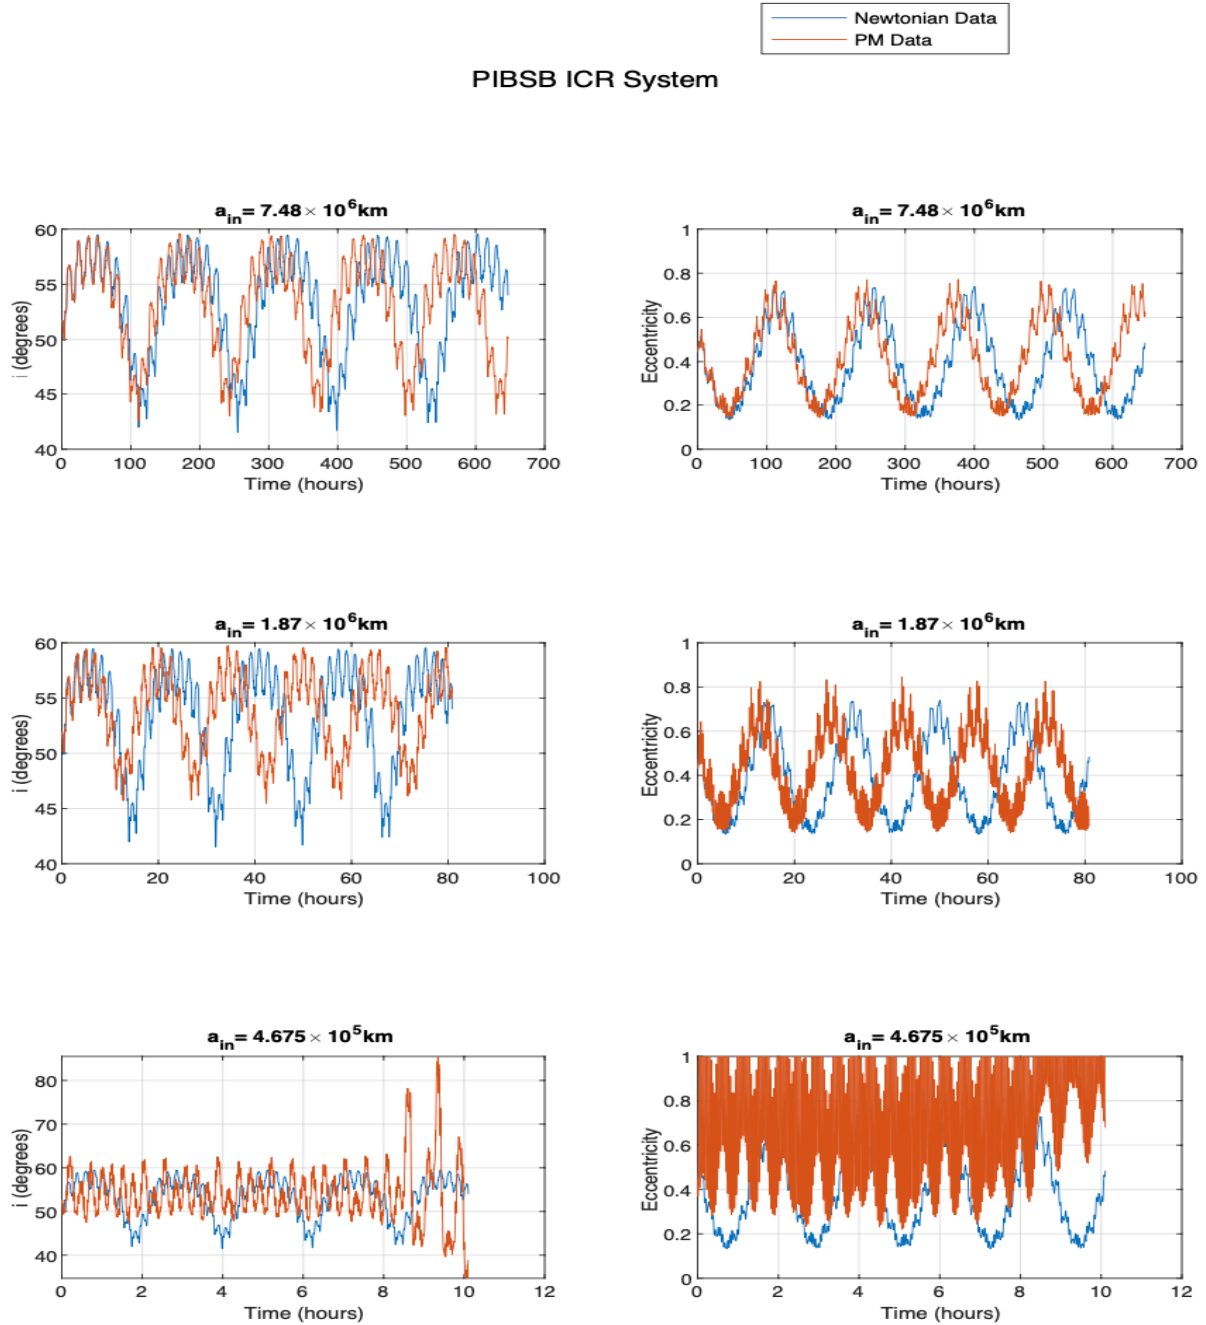 Newtonian Data
PM Data
PIBSB ICR System
a_in= 7.48 × 10^6km
60
55
50
45
40
i (degrees)
0 100 200 300 400 500 600 700
Time (hours)
a_in= 7.48 × 10^6km
1
0.8
0.6
0.4
0.2
0
Eccentricity
0 100 200 300 400 500 600 700
Time (hours)
a_in= 1.87 × 10^6km
60
55
50
45
40
i (degrees)
0 20 40 60 80 100
Time (hours)
a_in= 1.87 × 10^6km
1
0.8
0.6
0.4
0.2
0
Eccentricity
0 20 40 60 80 100
Time (hours)
a_in= 4.675 × 10^5km
80
70
60
50
40
i (degrees)
0 2 4 6 8 10 12
Time (hours)
a_in= 4.675 × 10^5km
1
0.8
0.6
0.4
0.2
0
Eccentricity
0 2 4 6 8 10 12
Time (hours)